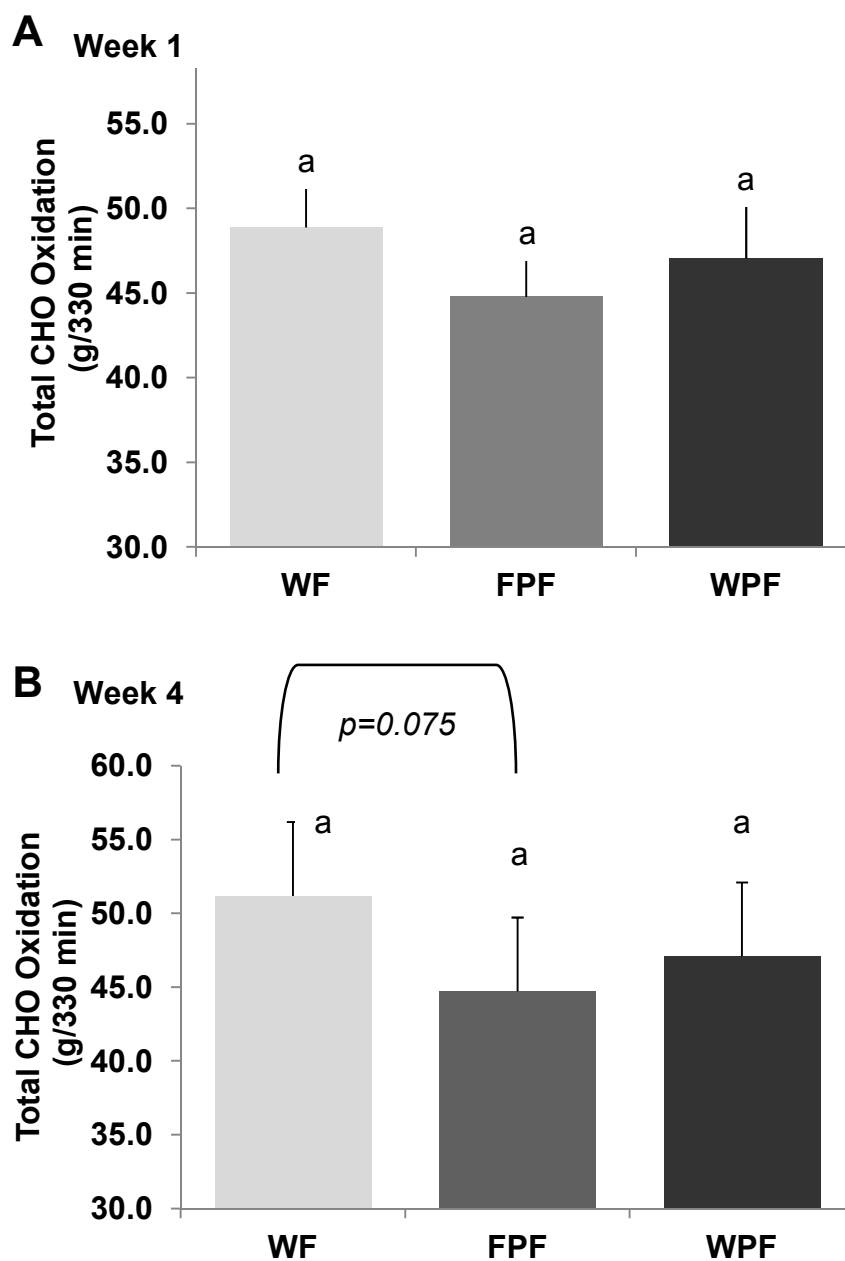 A Week 1
Total CHO Oxidation
(g/330 min)
55.0
50.0
45.0
40.0
35.0
30.0
a
a
a
WF FPF WPF
B Week 4
p=0.075
Total CHO Oxidation
(g/330 min)
60.0
55.0
50.0
45.0
40.0
35.0
30.0
a
a
a
WF FPF WPF